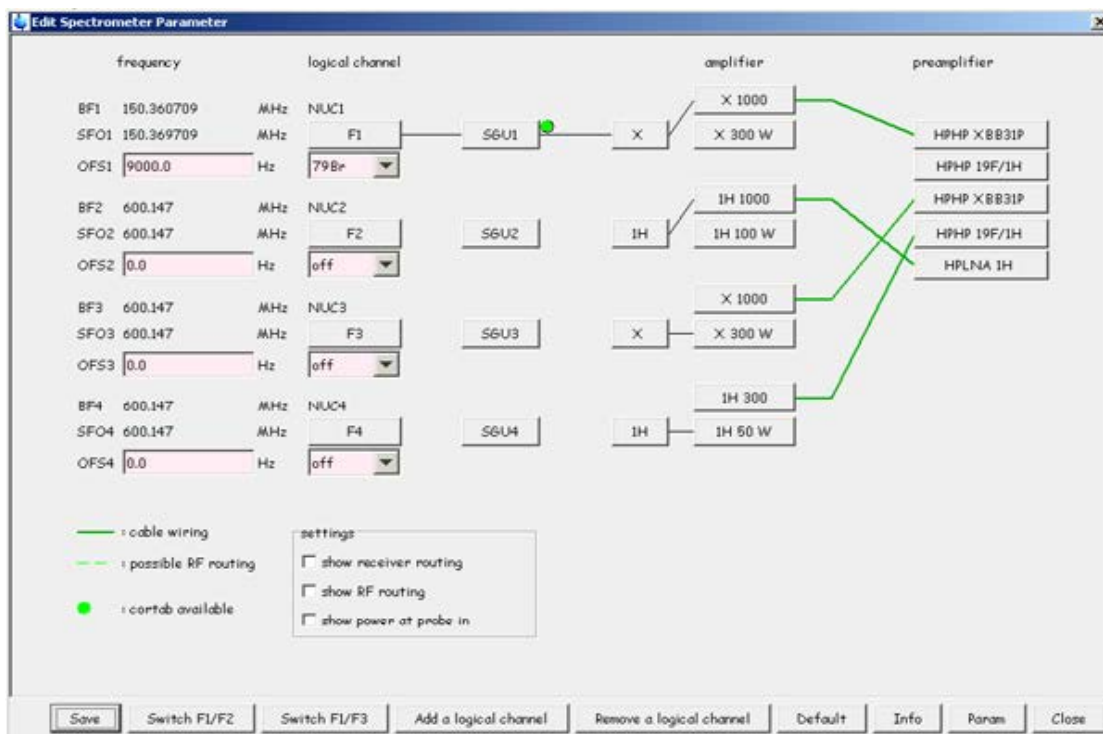 Edit Spectrometer Parameter
frequency logical channel amplifier preamplifier
X 1000
BF1 150.360709 MHz NUC1
SFO1 150.369709 MHz F1 SGU1 X X 300 W HPHP XBB31P
OFS1 9000.0 Hz 79Br HPHP 19F/1H
1H 1000 HPHP XBB31P
BF2 600.147 MHz NUC2
SFO2 600.147 MHz F2 SGU2 1H 1H 100 W HPHP 19F/1H
OFS2 0.0 Hz off HPLNA 1H
X 1000
BF3 600.147 MHz NUC3
SFO3 600.147 MHz F3 SGU3 X X 300 W
OFS3 0.0 Hz off
1H 300
BF4 600.147 MHz NUC4
SFO4 600.147 MHz F4 SGU4 1H 1H 50 W
OFS4 0.0 Hz off
: cable wiring settings
: possible RF routing show receiver routing
show RF routing
: cortab available
show power at probe in
Save Switch F1/F2 Switch F1/F3 Add a logical channel Remove a logical channel Default Info Param Close